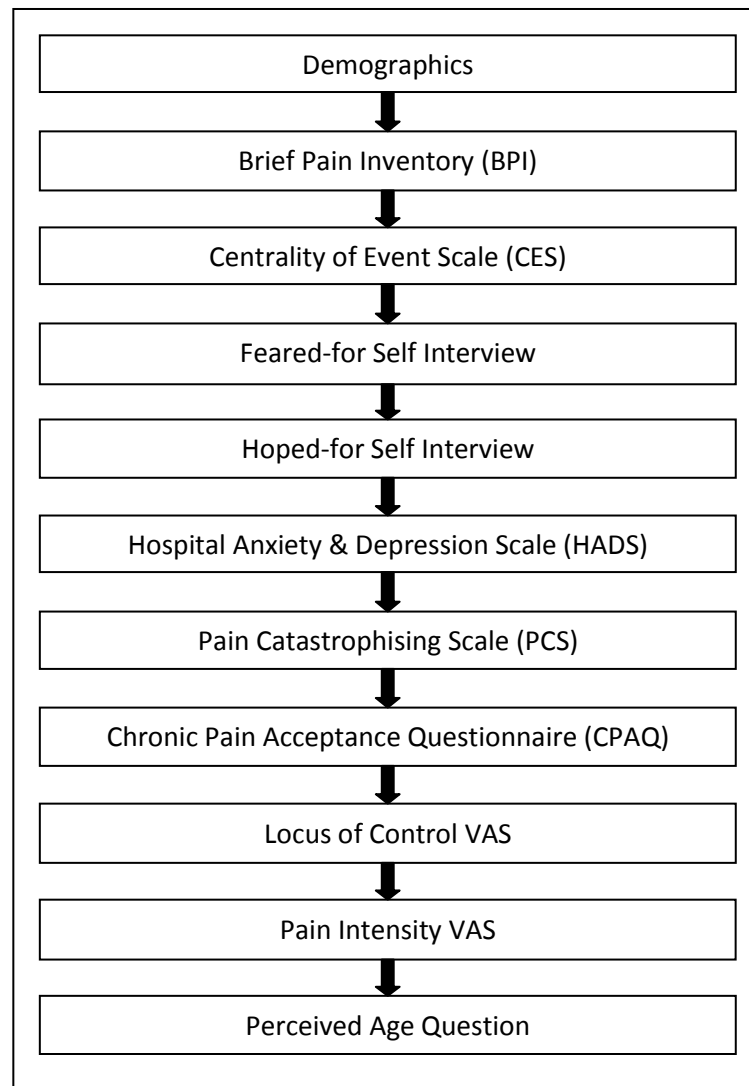 Demographics
Brief Pain Inventory (BPI)
Centrality of Event Scale (CES)
Feared-for Self Interview
Hoped-for Self Interview
Hospital Anxiety & Depression Scale (HADS)
Pain Catastrophising Scale (PCS)
Chronic Pain Acceptance Questionnaire (CPAQ)
Locus of Control VAS
Pain Intensity VAS
Perceived Age Question